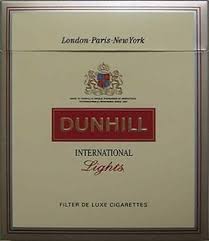 London·Paris·New York
DUNHILL
INTERNATIONAL
Lights
FILTER DE LUXE CIGARETTES